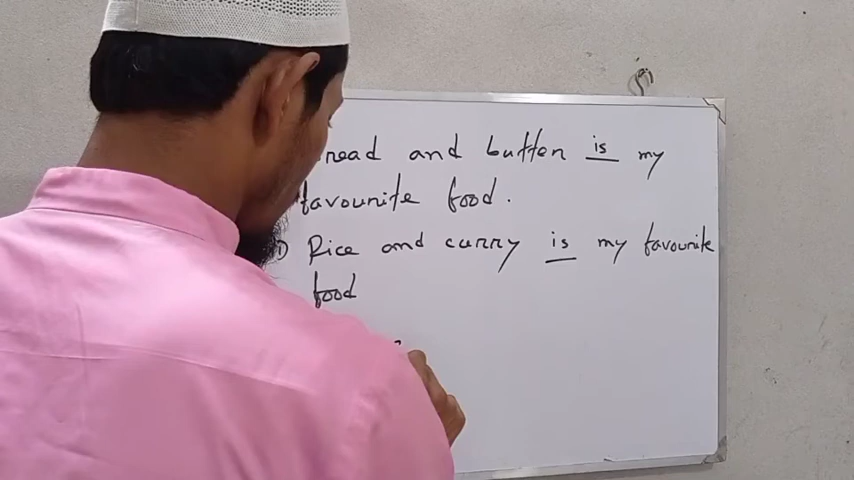 read and butter is my
favourite food.
Rice and curry is my favourite
food